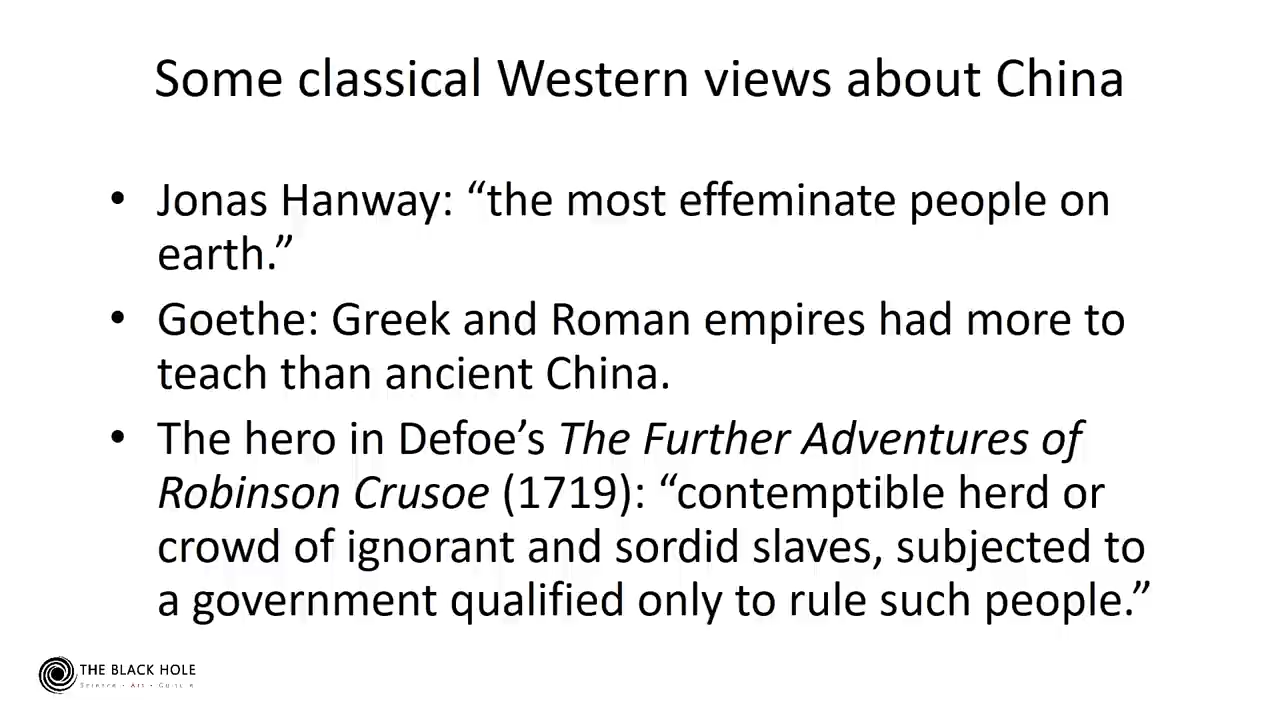 Some classical Western views about China
• Jonas Hanway: “the most effeminate people on
earth.”
• Goethe: Greek and Roman empires had more to
teach than ancient China.
• The hero in Defoe’s The Further Adventures of
Robinson Crusoe (1719): “contemptible herd or
crowd of ignorant and sordid slaves, subjected to
a government qualified only to rule such people.”
THE BLACK HOLE
Science • Art • Culture